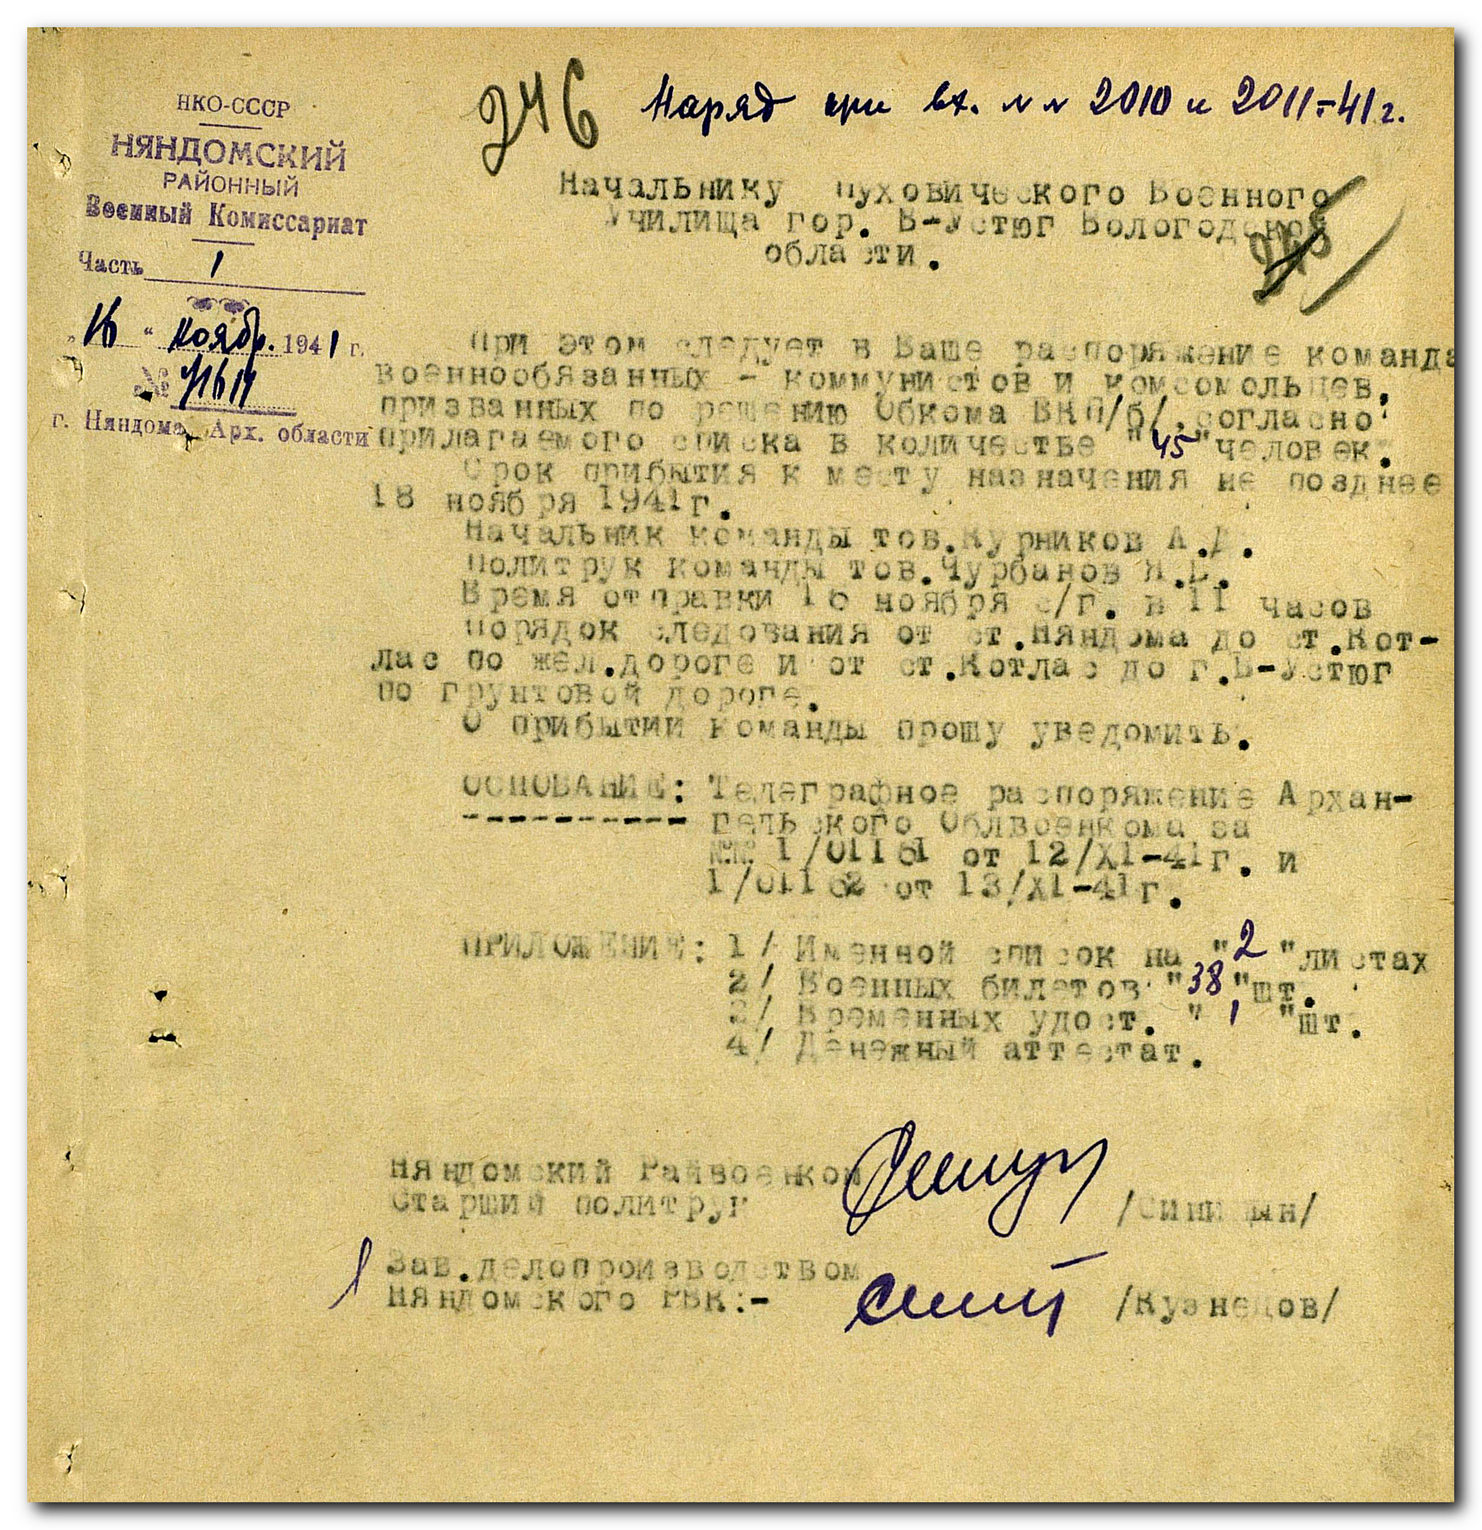 246
Наряд при вх. №№ 2010 и 2011-41 г.
НКО-СССР
НЯНДОМСКИЙ
РАЙОННЫЙ
Военный Комиссариат
Часть 1
"16" ноябр. 1941 г.
№
г. Няндома, Арх. области
Начальнику Пуховического Военного
Училища гор. В-Устюг Вологодской
области.
При этом следует в Ваше распоряжение команда
военнообязанных - коммунистов и комсомольцев,
призванных по решению Обкома ВКП/б/, согласно
прилагаемого списка в количестве "45" человек.
Срок прибытия к месту назначения не позднее
18 ноября 1941 г.
Начальник команды тов. Курников А.Д.
Политрук команды тов. Чурбанов
Время отправки 16 ноября с/г. в 11 часов
Порядок следования от ст. Няндома до ст. Кот-
лас по жел. дороге и от ст. Котлас до г. В-Устюг
по грунтовой дороге.
О прибытии команды прошу уведомить.
ОСНОВАНИЕ: Телеграфное распоряжение Архан-
гельского Облвоенкома за
№№ 1/01161 от 12/XI-41 г. и
1/01162 от 13/XI-41 г.
ПРИЛОЖЕНИЕ: 1/ Именной список на "2" листах
2/ Военных билетов "38" шт.
3/ Временных удост. "1" шт.
4/ Денежный аттестат.
Няндомский Райвоенком
Старший политрук /Синицын/
Зав. делопроизводством
Няндомского РВК:- /Кузнецов/